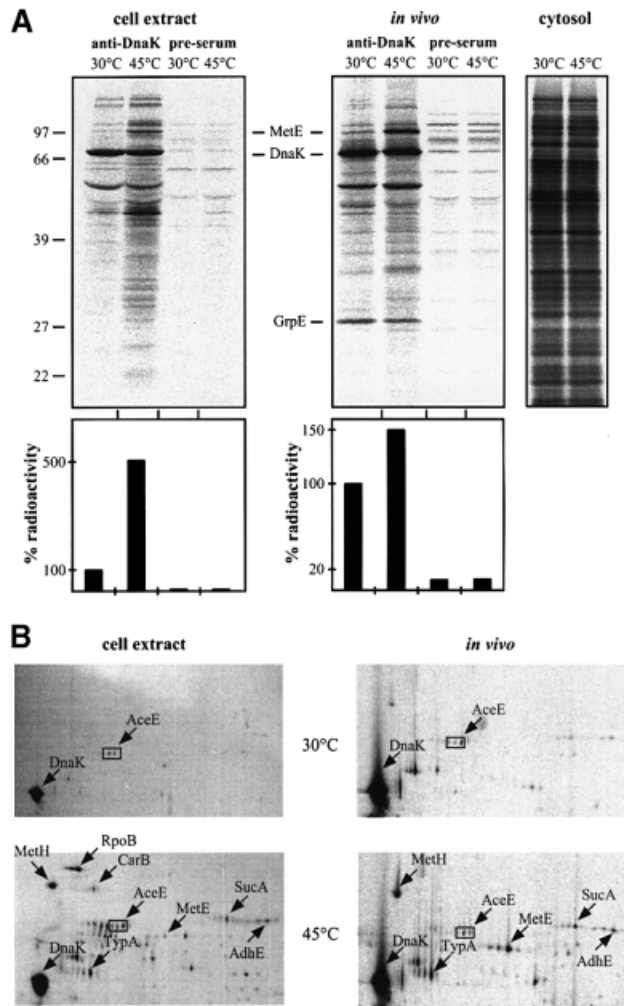 A
cell extract
in vivo
cytosol
anti-DnaK pre-serum
anti-DnaK pre-serum
30°C 45°C 30°C 45°C
30°C 45°C 30°C 45°C
30°C 45°C
97
MetE
66
DnaK
39
27
GrpE
22
% radioactivity
500
100
% radioactivity
150
100
20
B
cell extract
in vivo
AceE
DnaK
30°C
AceE
DnaK
MetH
RpoB
CarB
AceE
MetE
SucA
DnaK
TypA
AdhE
45°C
MetH
AceE
MetE
SucA
DnaK
TypA
AdhE